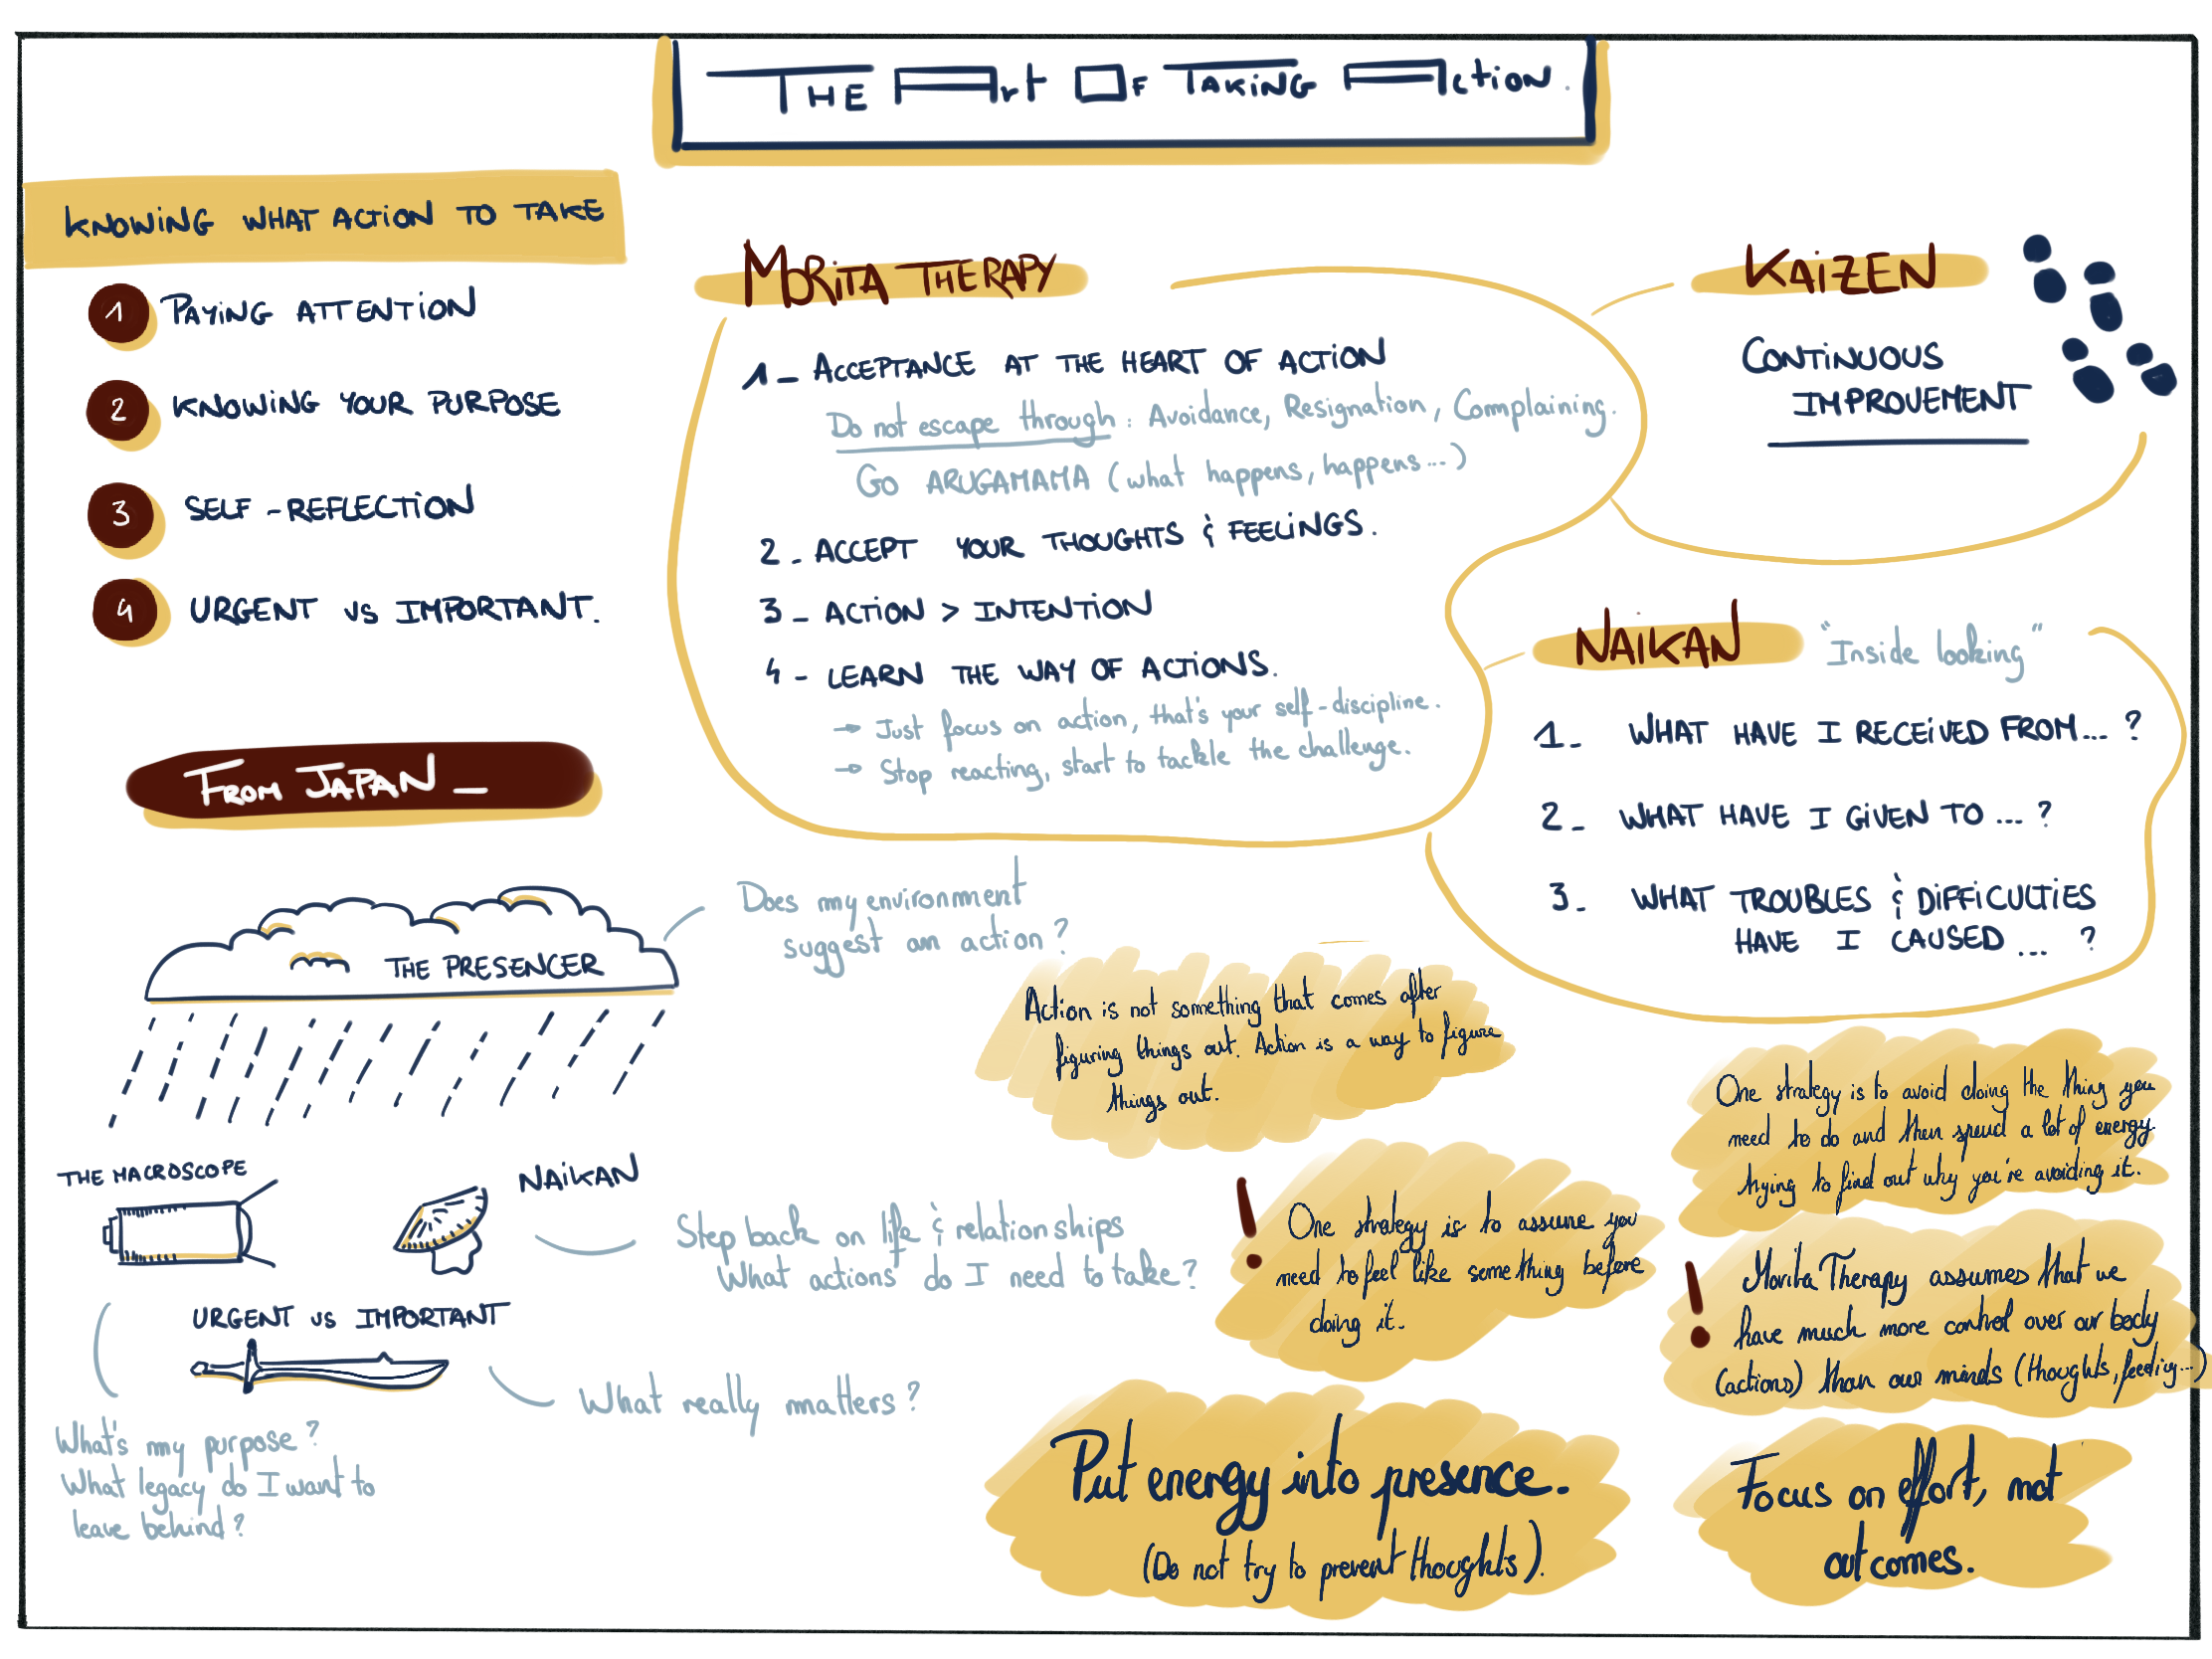 THE Art OF TAKING Action.
KNOWING WHAT ACTION TO TAKE
1 PAYING ATTENTION
2 KNOWING YOUR PURPOSE
3 SELF-REFLECTION
4 URGENT vs IMPORTANT.
FROM JAPAN_
THE PRESENCER
Does my environment
suggest an action?
THE MACROSCOPE
NAIKAN
Step back on life & relationships
What actions do I need to take?
URGENT vs IMPORTANT
What really matters?
What's my purpose?
What legacy do I want to
leave behind?
MORITA THERAPY
1_ ACCEPTANCE AT THE HEART OF ACTION
Do not escape through: Avoidance, Resignation, Complaining.
Go ARUGAMAMA (what happens, happens...)
2_ ACCEPT YOUR THOUGHTS & FEELINGS.
3_ ACTION > INTENTION
4- LEARN THE WAY OF ACTIONS.
→ Just focus on action, that's your self-discipline.
→ Stop reacting, start to tackle the challenge.
KAIZEN
CONTINUOUS
IMPROVEMENT
NAIKAN "Inside looking"
1_ WHAT HAVE I RECEIVED FROM...?
2_ WHAT HAVE I GIVEN TO...?
3_ WHAT TROUBLES & DIFFICULTIES
HAVE I CAUSED ... ?
Action is not something that comes after
figuring things out. Action is a way to figure
things out.
! One strategy is to assume you
need to feel like something before
doing it.
Put energy into presence.
(Do not try to prevent thoughts).
One strategy is to avoid doing the thing you
need to do and then spend a lot of energy
trying to find out why you're avoiding it.
! Morita Therapy assumes that we
have much more control over our body
(actions) than our minds (thoughts, feeling...)
Focus on effort, not
outcomes.